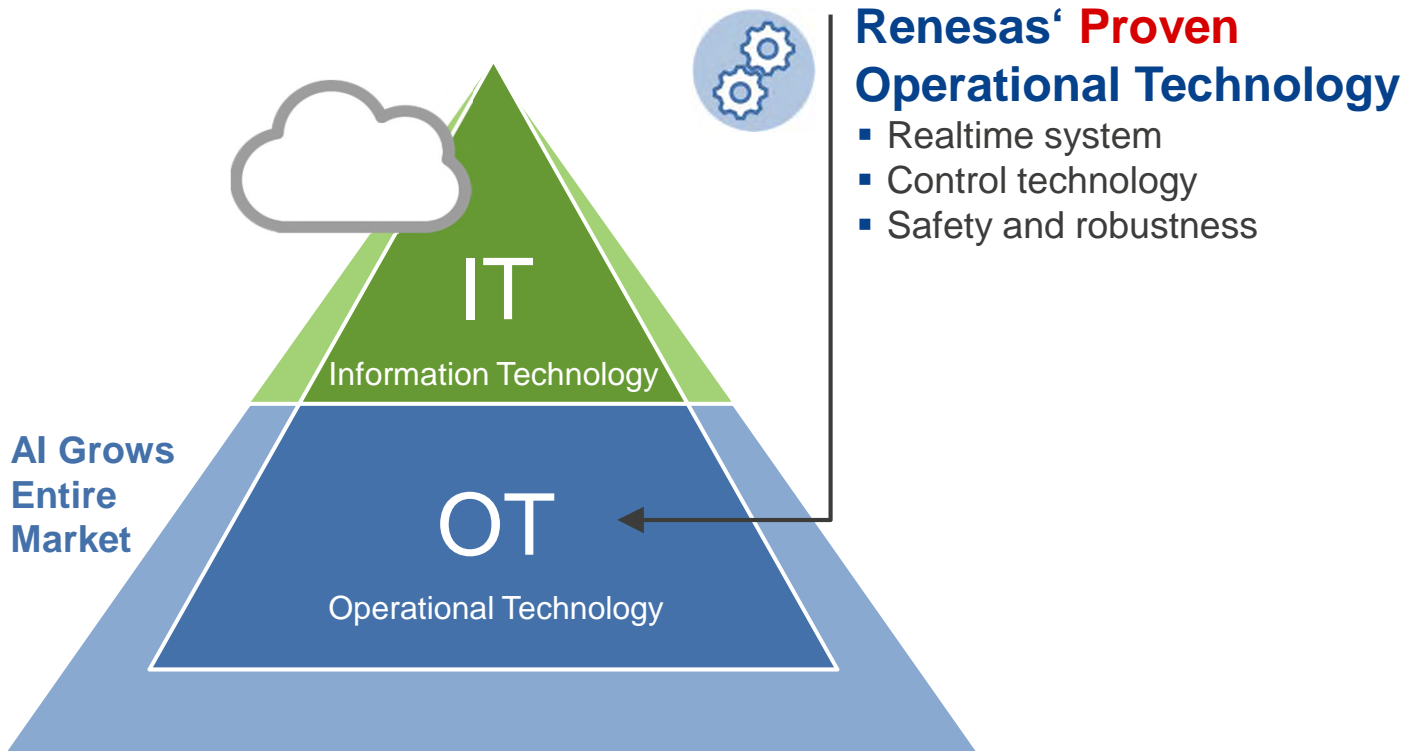 Renesas‘ Proven
Operational Technology
▪ Realtime system
▪ Control technology
▪ Safety and robustness
IT
Information Technology
AI Grows
Entire
Market
OT
Operational Technology